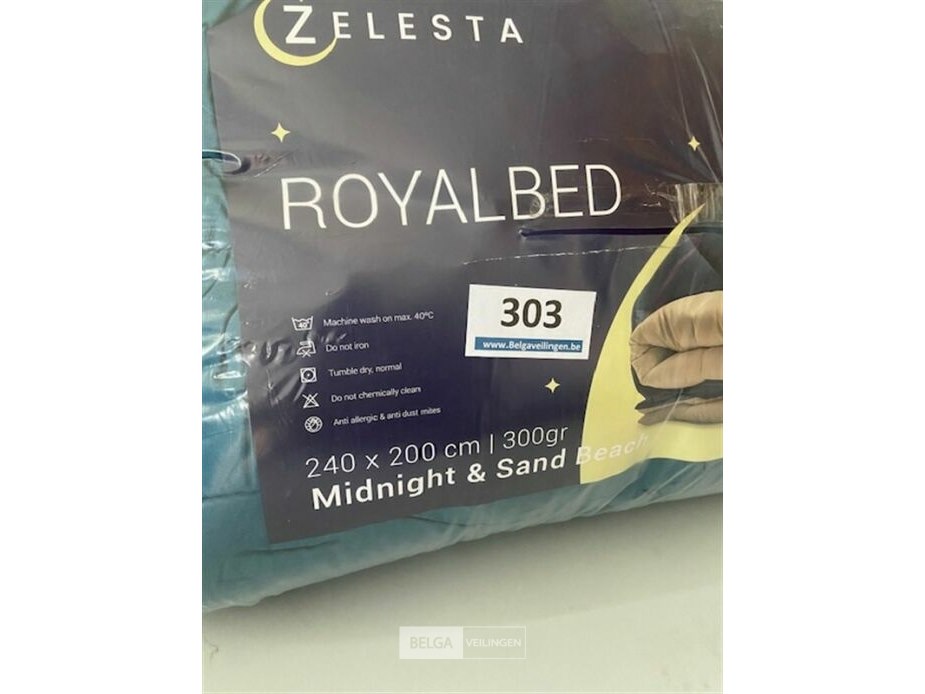 ZELESTA
ROYALBED
303
www.Belgaveilingen.be
40
Machine wash on max. 40ºC
Do not iron
Tumble dry, normal
Do not chemically clean
Anti allergic & anti dust mites
240 x 200 cm | 300gr
Midnight & Sand Beach
BELGA VEILINGEN